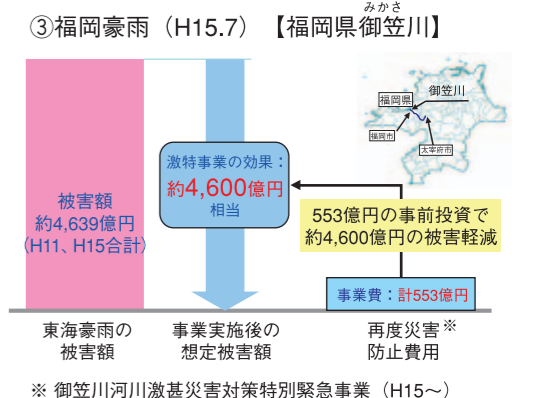 みかさ
③福岡豪雨（H15.7）【福岡県御笠川】
福岡県
御笠川
福岡市
太宰府市
激特事業の効果：
約4,600億円
相当
被害額
約4,639億円
（H11、H15合計）
553億円の事前投資で
約4,600億円の被害軽減
事業費：計553億円
東海豪雨の
被害額
事業実施後の
想定被害額
再度災害※
防止費用
※ 御笠川河川激甚災害対策特別緊急事業（H15～）